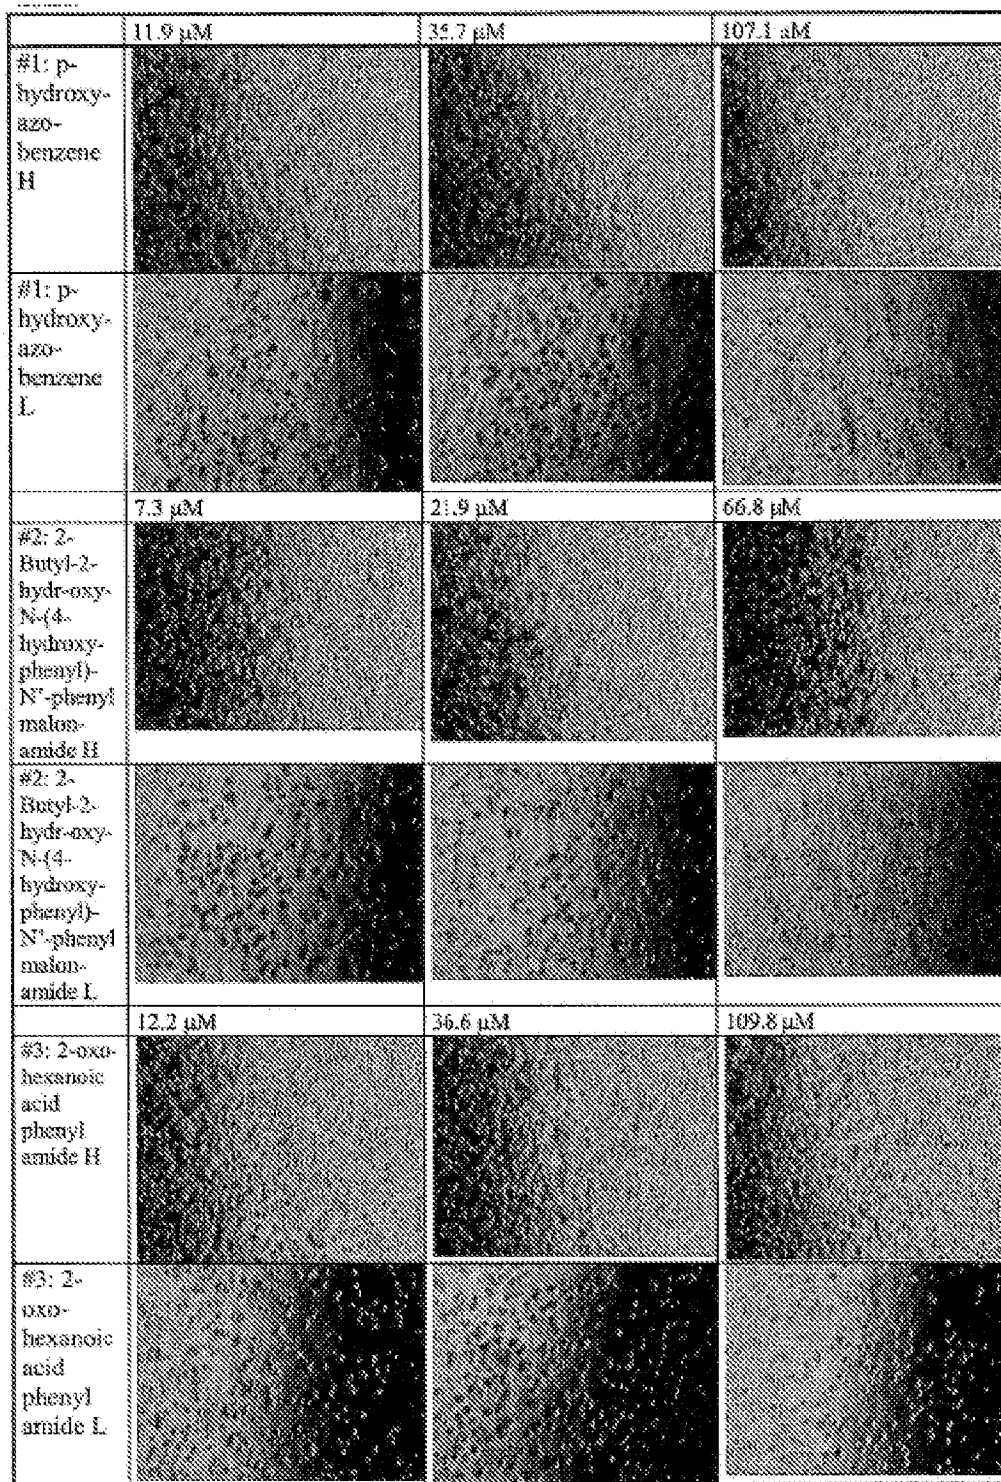 11.9 µM 35.7 µM 107.1 aM
#1: p-
hydroxy-
azo-
benzene
H
#1: p-
hydroxy-
azo-
benzene
L
7.3 µM 21.9 µM 66.8 µM
#2: 2-
Butyl-2-
hydr-oxy-
N-(4-
hydroxy-
phenyl)-
N'-phenyl
malon-
amide H
#2: 2-
Butyl-2-
hydr-oxy-
N-(4-
hydroxy-
phenyl)-
N'-phenyl
malon-
amide L
12.2 µM 36.6 µM 109.8 µM
#3: 2-oxo-
hexanoic
acid
phenyl
amide H
#3: 2-
oxo-
hexanoic
acid
phenyl
amide L